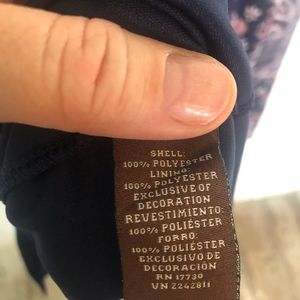 SHELL:
100% POLYESTER
LINING:
100% POLYESTER
EXCLUSIVE OF
DECORATION
REVESTIMIENTO:
100% POLIÉSTER
FORRO:
100% POLIÉSTER
EXCLUSIVO DE
DECORACIÓN
RN 17730
VN 2242811